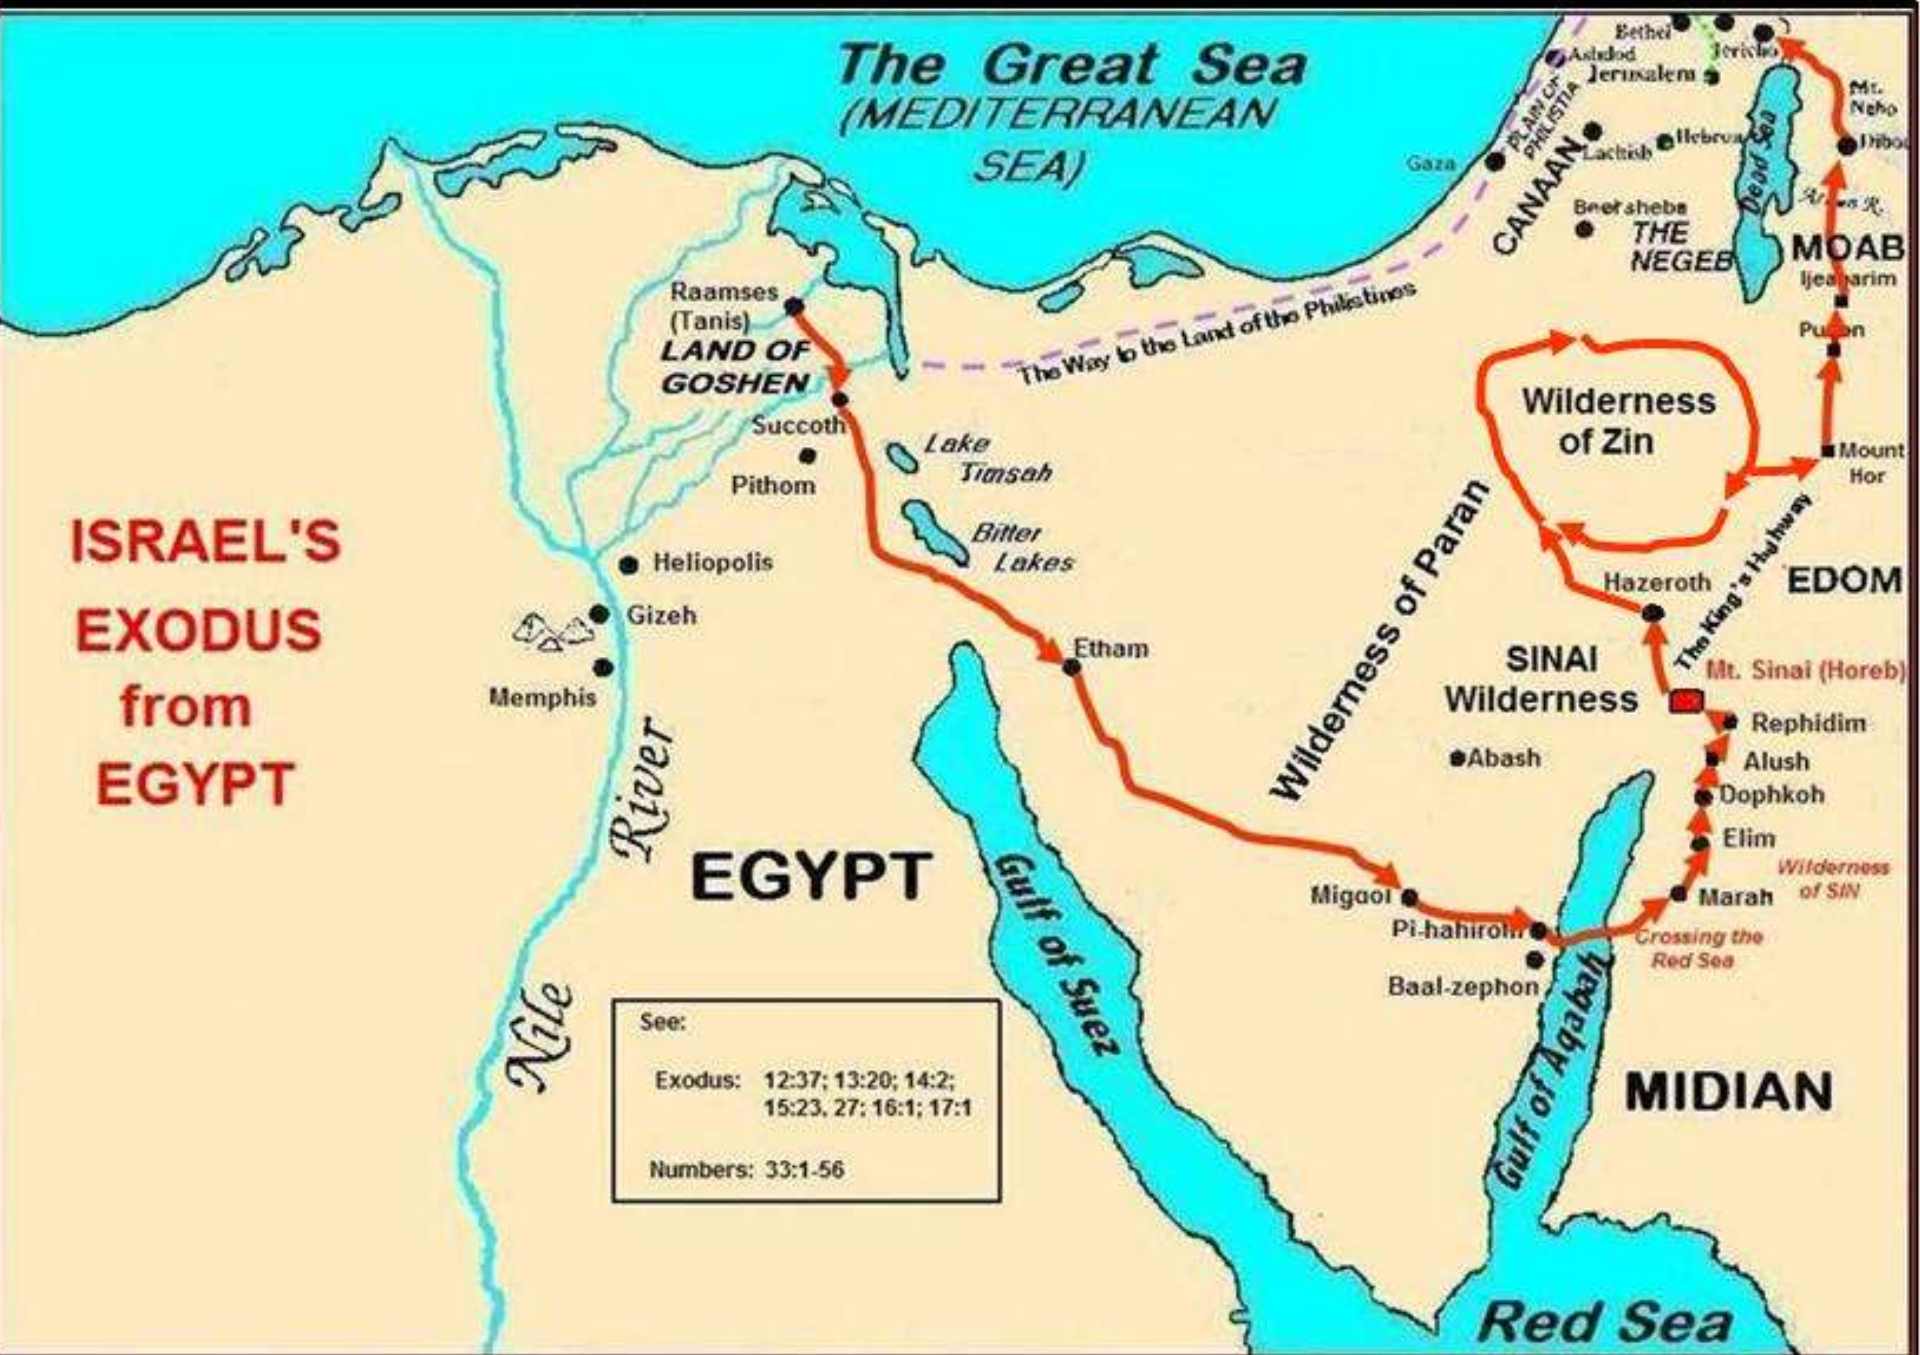 The Great Sea
(MEDITERRANEAN
SEA)
Bethel
Ashdod
Jericho
Jerusalem
PLAIN OF
PHILISTIA
Mt.
Lachish
Hebron
Dead Sea
Gaza
CANAAN
Beersheba
THE
NEGEB
MOAB
Raamses
(Tanis)
LAND OF
GOSHEN
The Way to the Land of the Philistines
Succoth
Pithom
Lake
Timsah
Bitter
Lakes
Wilderness
of Zin
Mount
Hor
ISRAEL'S
EXODUS
from
EGYPT
Heliopolis
Gizeh
Memphis
Etham
Wilderness of Paran
Hazeroth
The King's Highway
EDOM
SINAI
Wilderness
Mt. Sinai (Horeb)
Rephidim
Abash
Alush
Dophkoh
Elim
Wilderness
of SIN
Marah
Nile
River
EGYPT
Gulf of Suez
Pi-hahiroth
Crossing the
Red Sea
Baal-zephon
Gulf of Aqabah
MIDIAN
See:
Exodus: 12:37; 13:20; 14:2;
15:23, 27; 16:1; 17:1
Numbers: 33:1-56
Red Sea